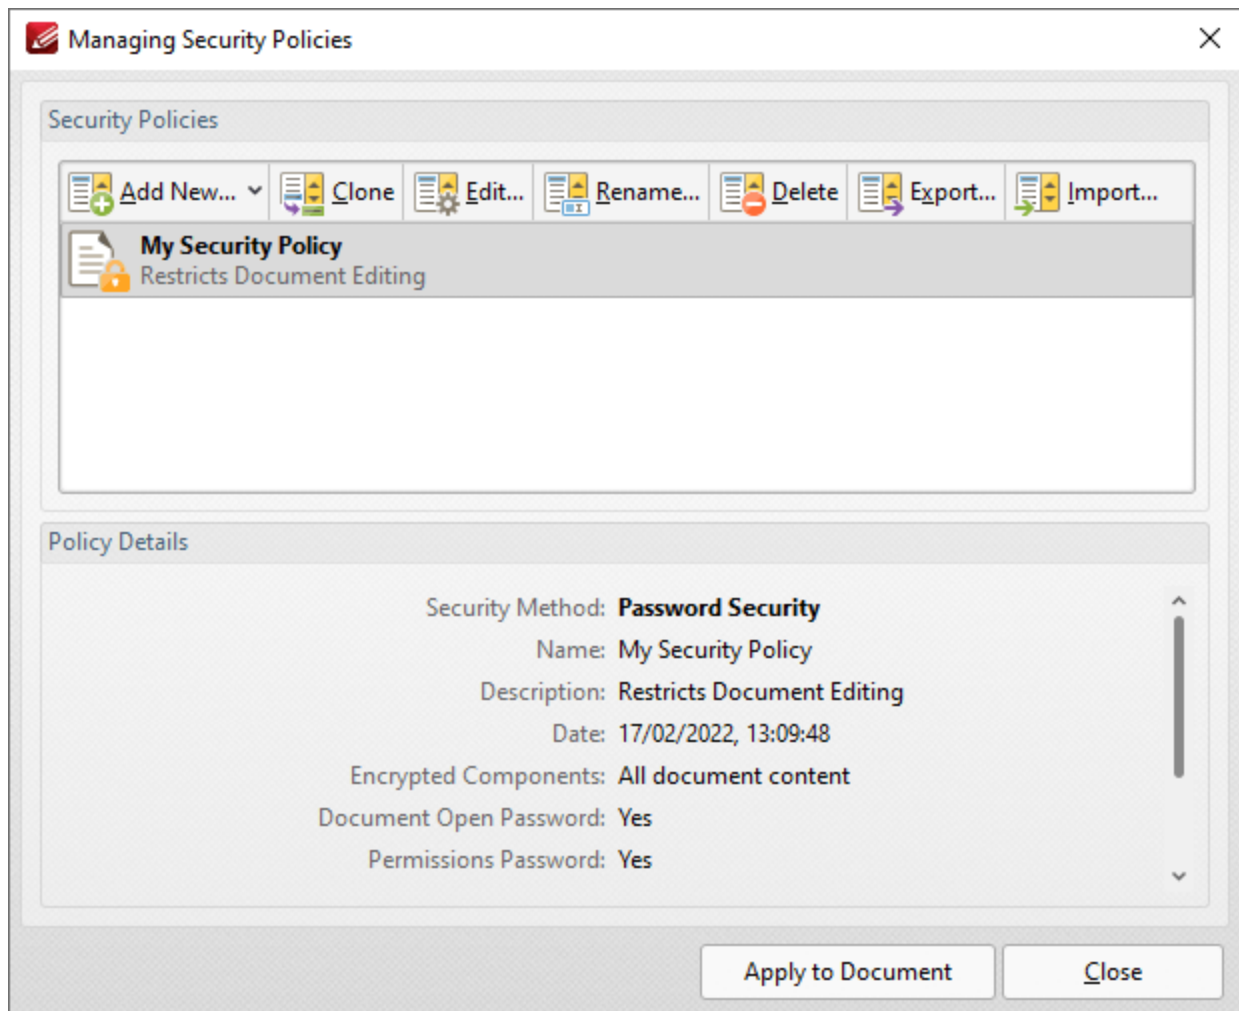 Managing Security Policies
Security Policies
Add New... Clone Edit... Rename... Delete Export... Import...
My Security Policy
Restricts Document Editing
Policy Details
Security Method: Password Security
Name: My Security Policy
Description: Restricts Document Editing
Date: 17/02/2022, 13:09:48
Encrypted Components: All document content
Document Open Password: Yes
Permissions Password: Yes
Apply to Document Close